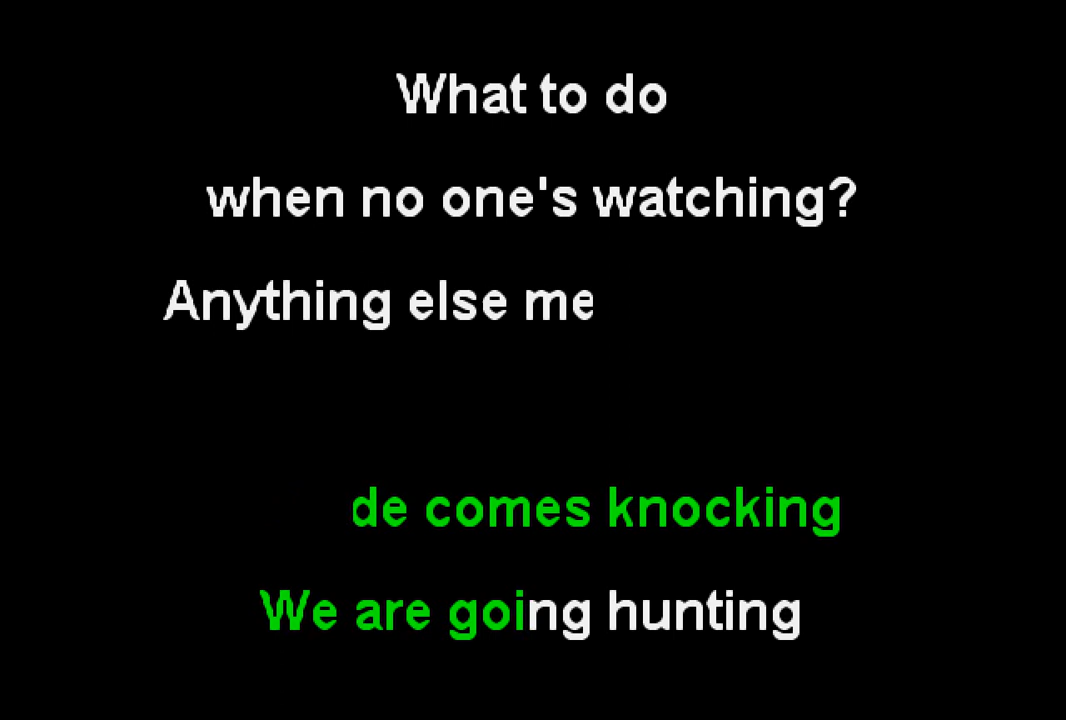 What to do
when no one's watching?
Anything else me
de comes knocking
We are going hunting